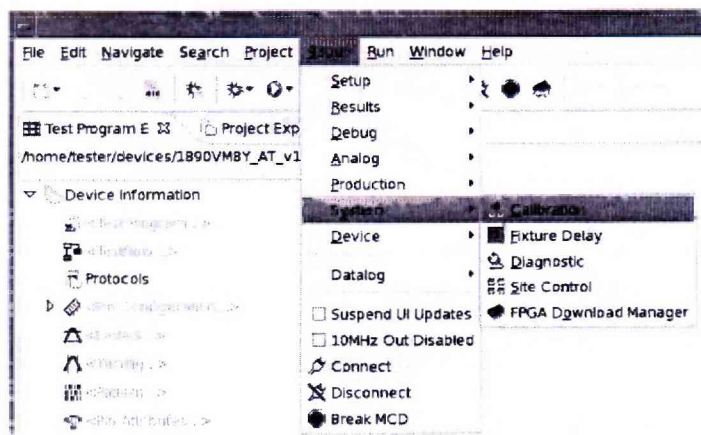 File Edit Navigate Search Project Run Window Help
Setup
Results
Debug
Analog
Production
System
Device
Datalog
Suspend UI Updates
10MHz Out Disabled
Connect
Disconnect
Break MCD
Calibration
Fixture Delay
Diagnostic
Site Control
FPGA Download Manager
Test Program E Project Exp
/home/tester/devices/1890VM8Y_AT_v1
Device Information
Protocols